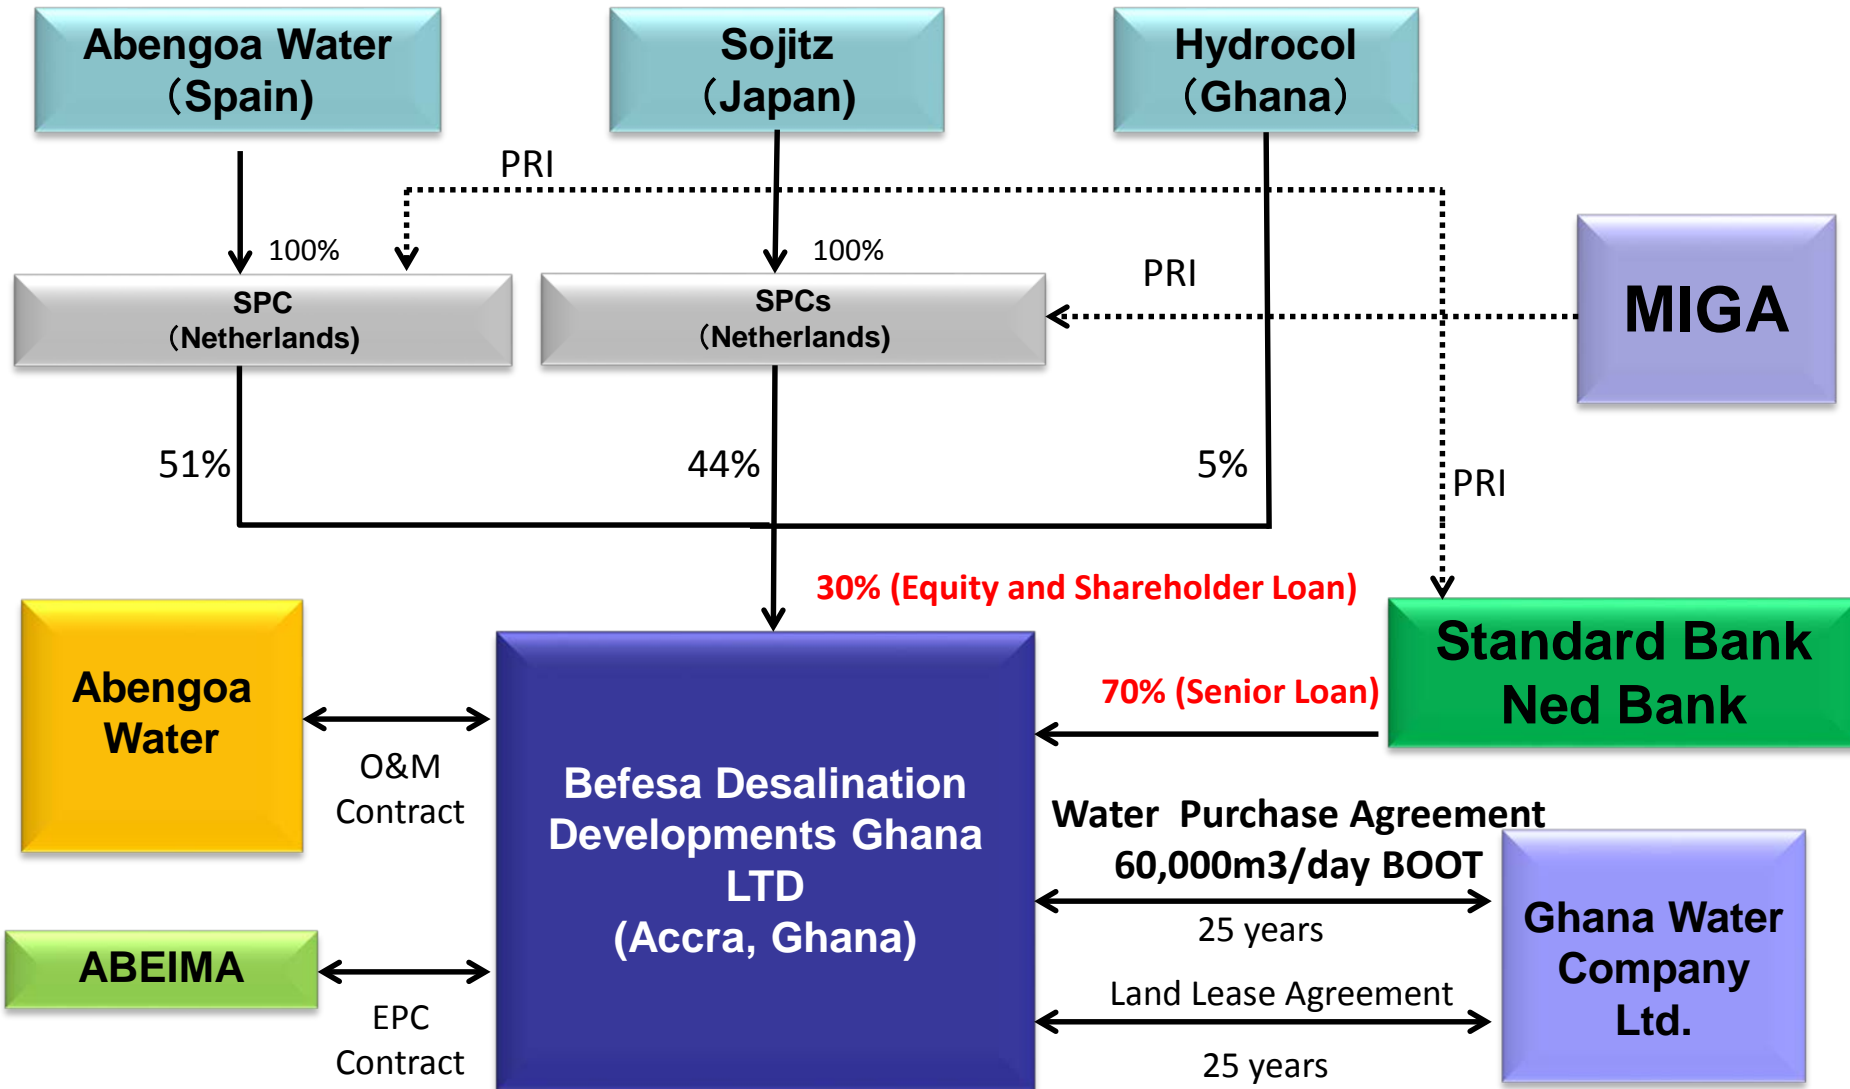 Abengoa Water
（Spain)
Sojitz
（Japan)
Hydrocol
（Ghana）
PRI
100%
100%
SPC
（Netherlands)
SPCs
（Netherlands)
PRI
MIGA
51%
44%
5%
PRI
30% (Equity and Shareholder Loan)
Standard Bank
Ned Bank
70% (Senior Loan)
Abengoa
Water
O&M
Contract
Befesa Desalination
Developments Ghana
LTD
(Accra, Ghana)
Water Purchase Agreement
60,000m3/day BOOT
25 years
Ghana Water
Company
Ltd.
ABEIMA
EPC
Contract
Land Lease Agreement
25 years